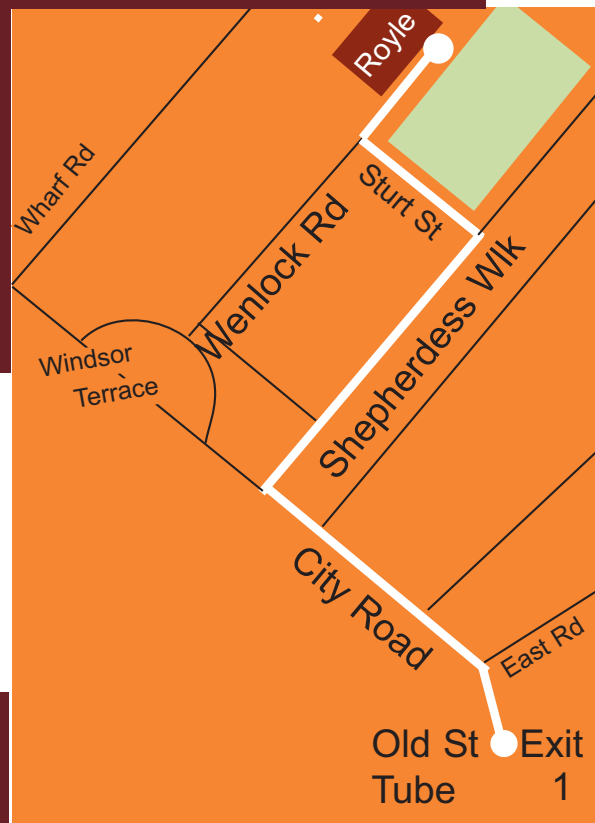 Royle
Wharf Rd
Sturt St
Wenlock Rd
Shepherdess Wlk
Windsor
Terrace
City Road
East Rd
Old St Exit
Tube 1